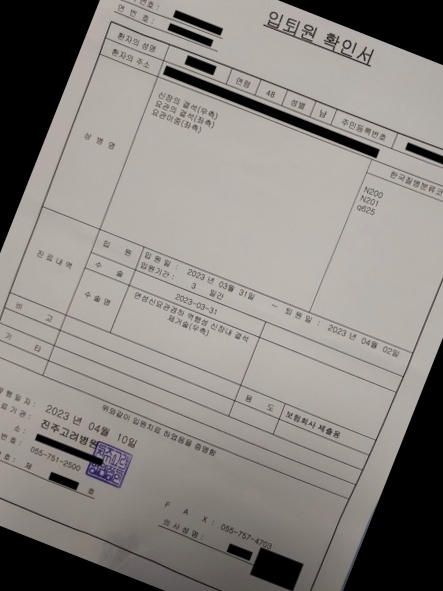 입퇴원 확인서
번호 :
연 번 호 :
환자의 성명 연령 48 성별 남 주민등록번호
환자의 주소
상 병 명 한국질병분류코
신장의 결석(우측) N200
요관의 결석(좌측) N201
요관이중(좌측) q625
진료내역 입 원 입 원 일 : 2023 년 03월 31일 ~ 퇴 원 일 : 2023 년 04월 02일
입원기간 : 3 일간
수 술 2023-03-31
수 술 명 연성신요관경하 역행성 신장내 결석
제거술(우측)
비 고
기 타 용 도 보험회사 제출용
위와같이 입원치료 하였음을 증명함
발 행 일 자 : 2023 년 04월 10일
료 기 관 : 진주고려병원
소 :
번 호 : 055-751-2500
호 : 제 호
F A X : 055-757-4703
의 사 성 명 :